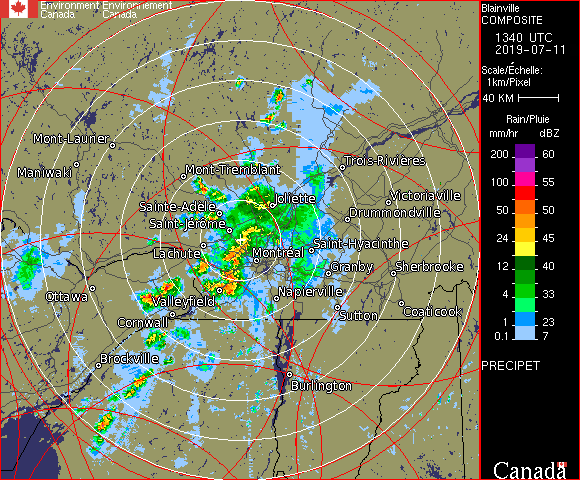 Environment Environnement
Canada Canada
Blainville
COMPOSITE
1340 UTC
2019-07-11
Scale/Échelle:
1km/Pixel
40 KM
Rain/Pluie
mm/hr dBZ
200 60
100 55
50 50
24 45
12 40
4 33
1 23
0.1 7
PRECIPET
Canada
Mont-Laurier
Maniwaki
Mont-Tremblant
Trois-Rivières
Sainte-Adèle
Joliette
Victoriaville
Drummondville
Saint-Jérôme
Lachute
Montréal
Saint-Hyacinthe
Granby
Sherbrooke
Ottawa
Valleyfield
Napierville
Cornwall
Sutton
Coaticook
Brockville
Burlington